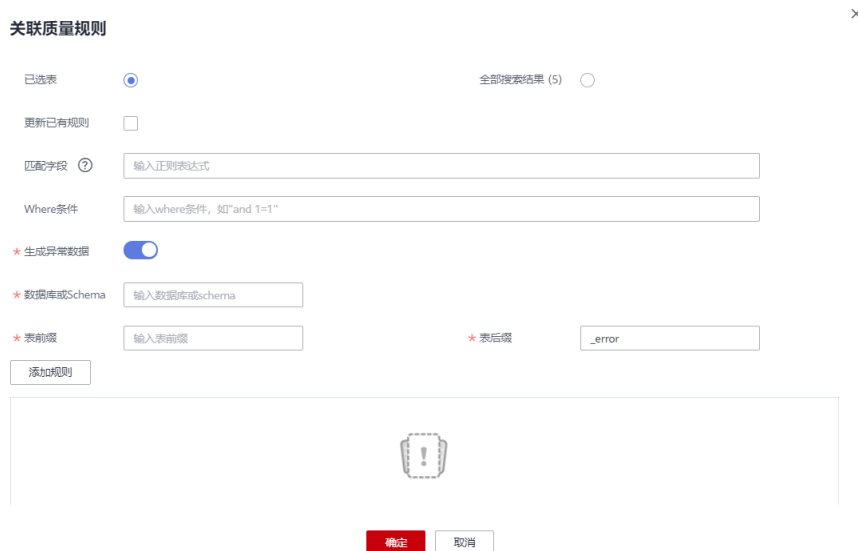 关联质量规则
已选表 全部搜索结果 (5)
更新已有规则
匹配字段 ? 输入正则表达式
Where条件 输入where条件，如"and 1=1"
* 生成异常数据
* 数据库或Schema 输入数据库或schema
* 表前缀 输入表前缀 * 表后缀 _error
添加规则
确定 取消